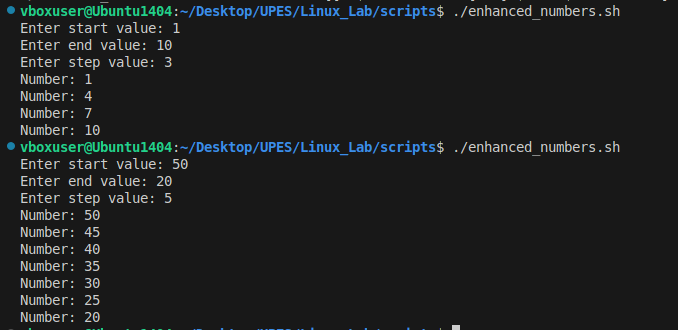 vboxuser@Ubuntu1404:~/Desktop/UPES/Linux_Lab/scripts$ ./enhanced_numbers.sh
Enter start value: 1
Enter end value: 10
Enter step value: 3
Number: 1
Number: 4
Number: 7
Number: 10
vboxuser@Ubuntu1404:~/Desktop/UPES/Linux_Lab/scripts$ ./enhanced_numbers.sh
Enter start value: 50
Enter end value: 20
Enter step value: 5
Number: 50
Number: 45
Number: 40
Number: 35
Number: 30
Number: 25
Number: 20